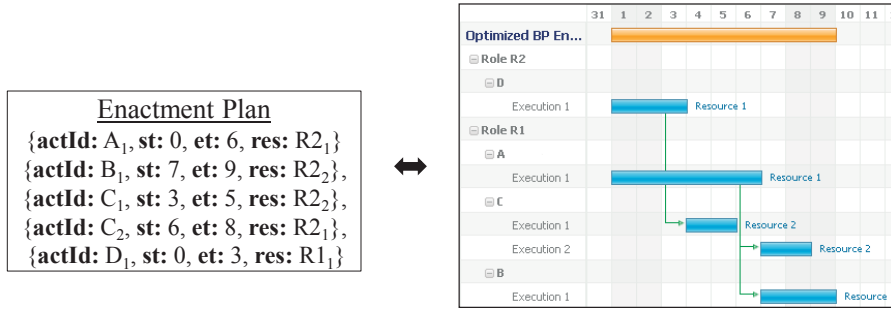 Enactment Plan
{actId: A1, st: 0, et: 6, res: R21}
{actId: B1, st: 7, et: 9, res: R22},
{actId: C1, st: 3, et: 5, res: R22},
{actId: C2, st: 6, et: 8, res: R21},
{actId: D1, st: 0, et: 3, res: R11}
31 1 2 3 4 5 6 7 8 9 10 11
Optimized BP En...
Role R2
D
Execution 1 Resource 1
Role R1
A
Execution 1 Resource 1
C
Execution 1 Resource 2
Execution 2 Resource 2
B
Execution 1 Resource